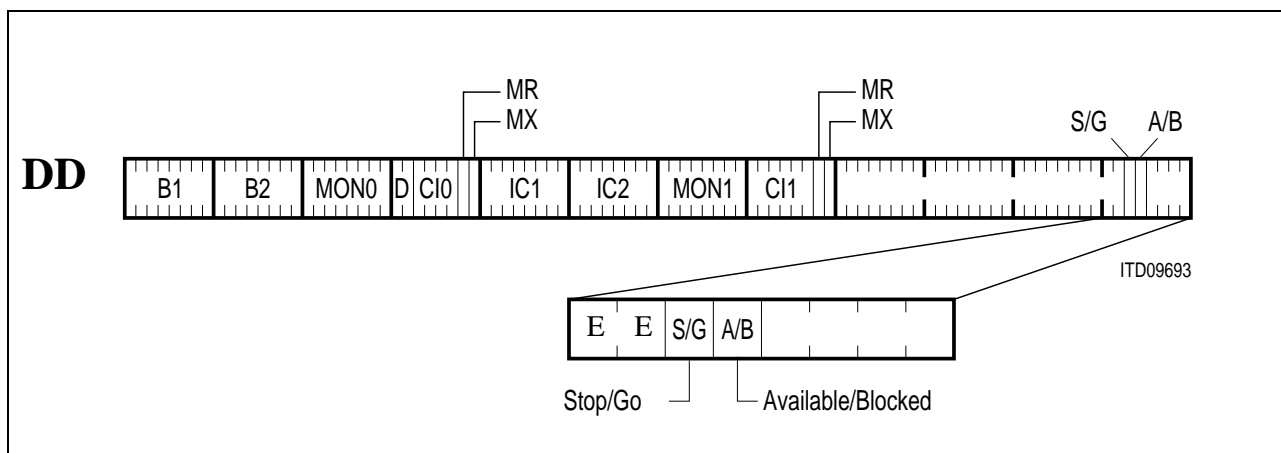 MR MR
MX MX S/G A/B
DD B1 B2 MON0 D CI0 IC1 IC2 MON1 CI1
ITD09693
E E S/G A/B
Stop/Go Available/Blocked